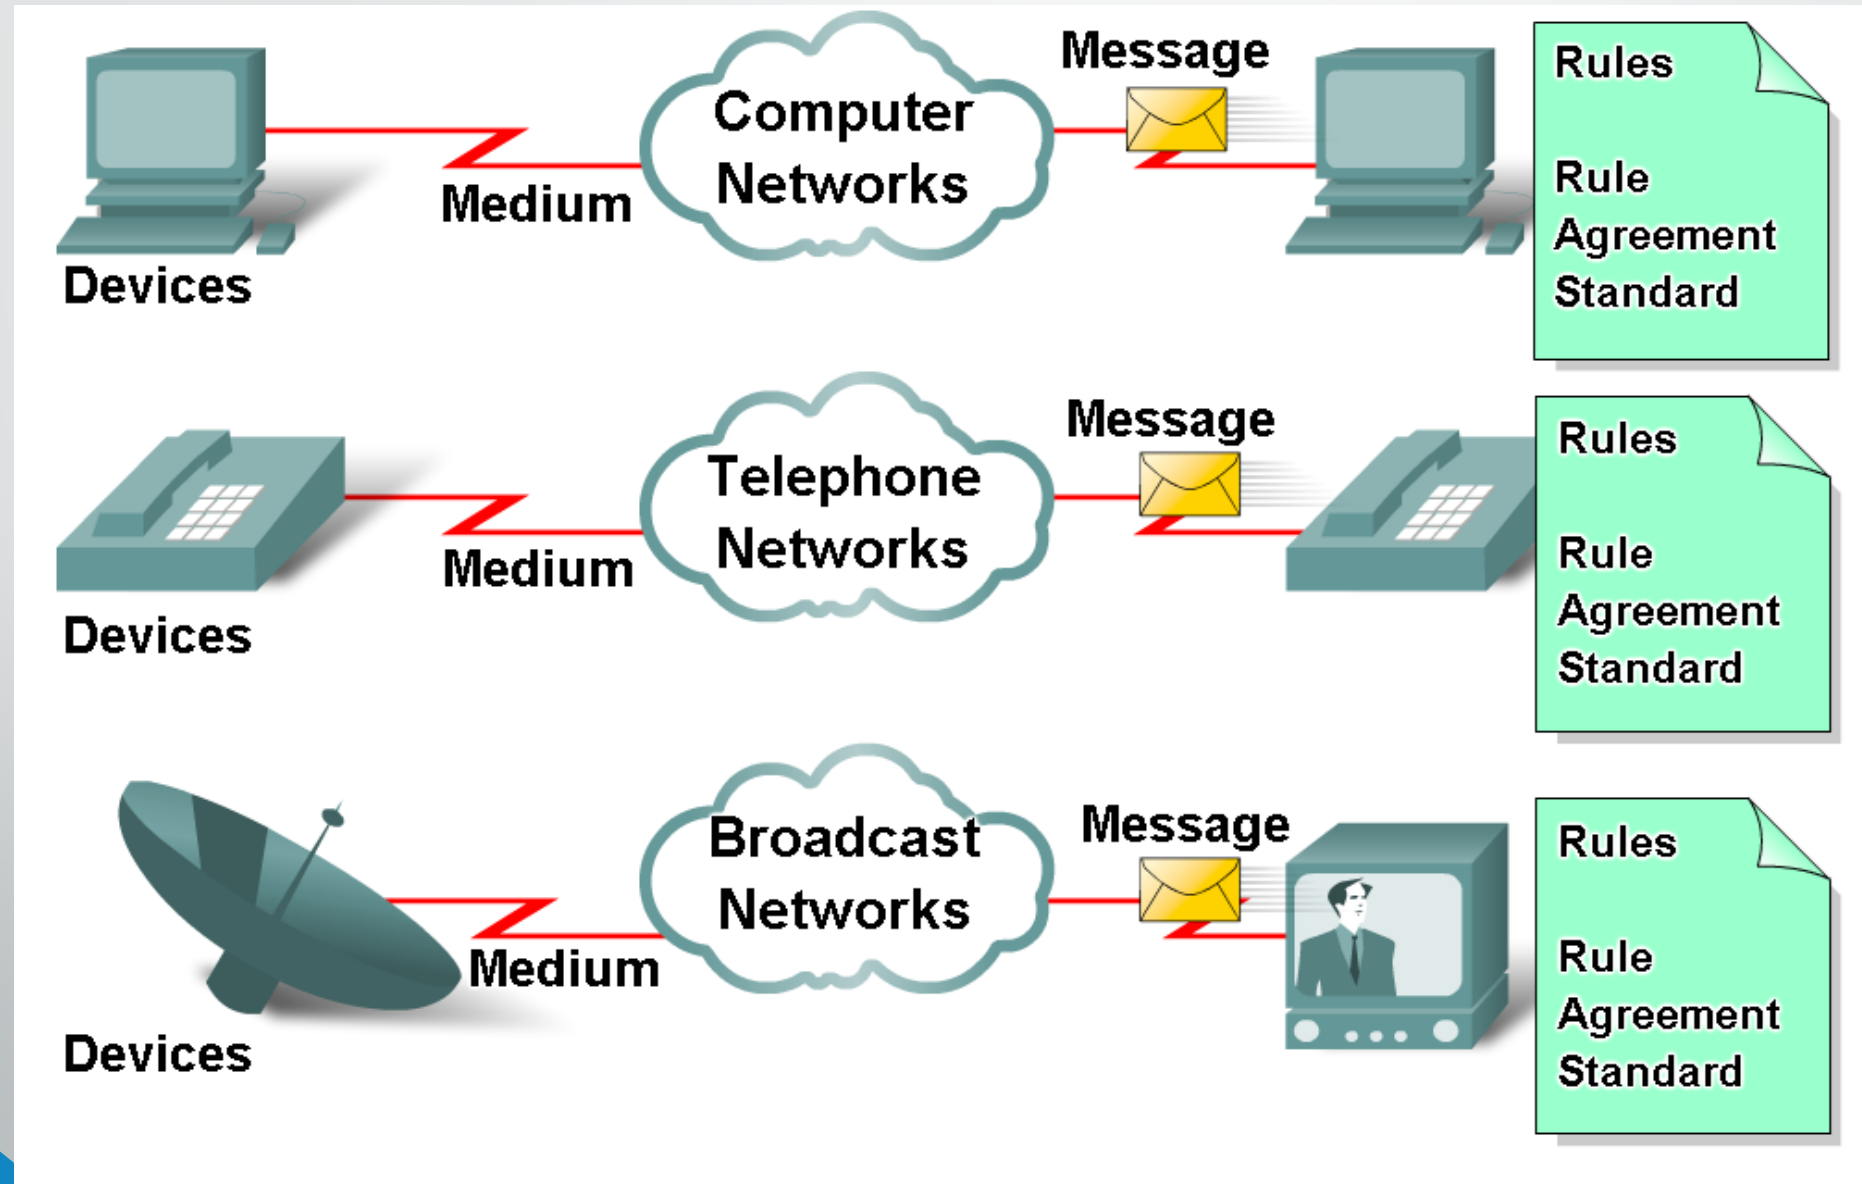 Message
Computer
Networks
Medium
Devices
Rules
Rule
Agreement
Standard
Message
Telephone
Networks
Medium
Devices
Rules
Rule
Agreement
Standard
Message
Broadcast
Networks
Medium
Devices
Rules
Rule
Agreement
Standard